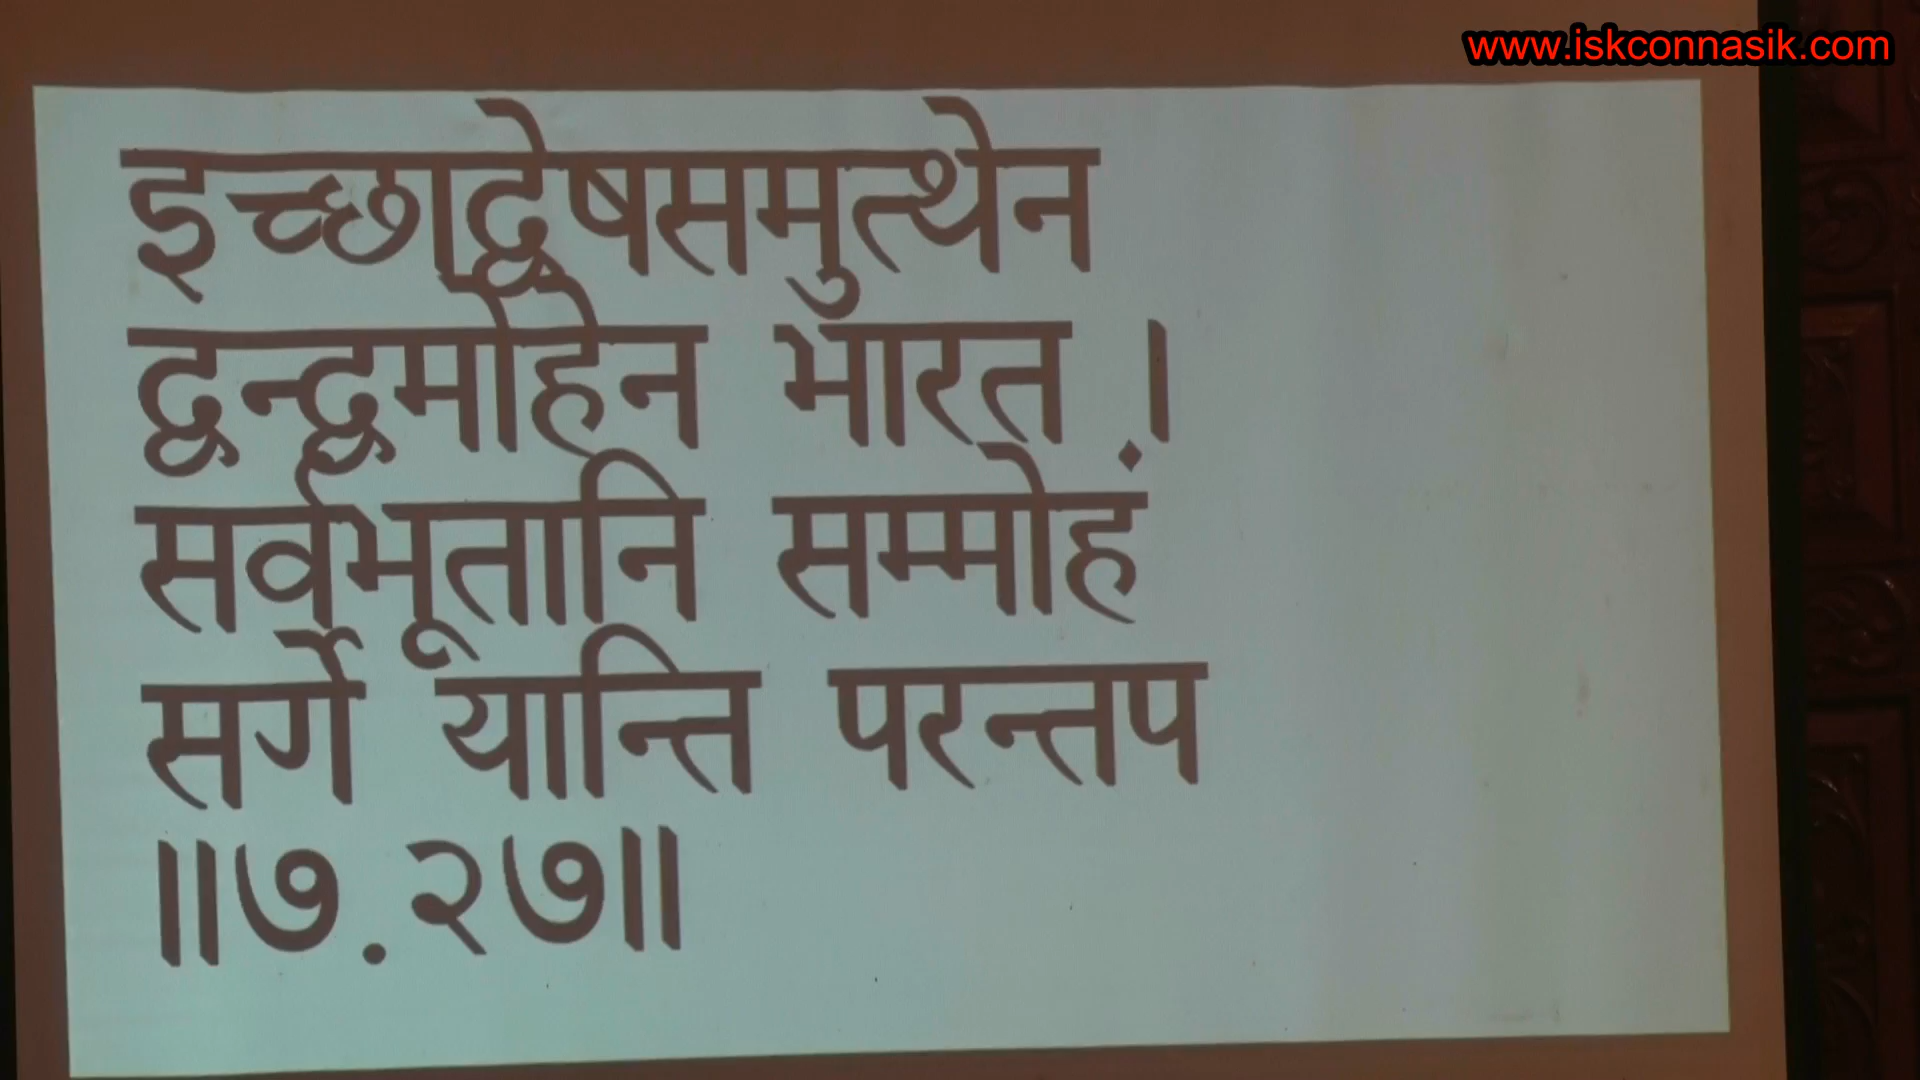 www.iskconnasik.com
इच्छाद्वेषसमुत्थेन
द्वन्द्वमोहेन भारत ।
सर्वभूतानि सम्मोहं
सर्गे यान्ति परन्तप
॥७.२७॥